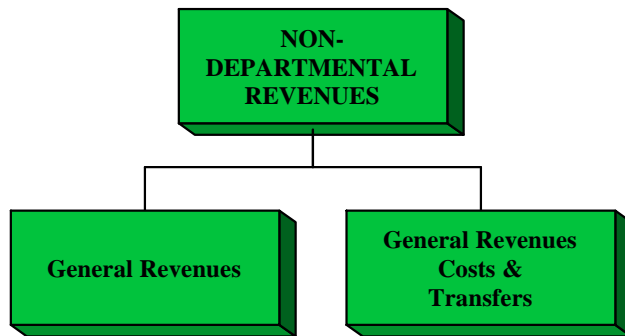 NON-
DEPARTMENTAL
REVENUES
General Revenues
General Revenues
Costs &
Transfers